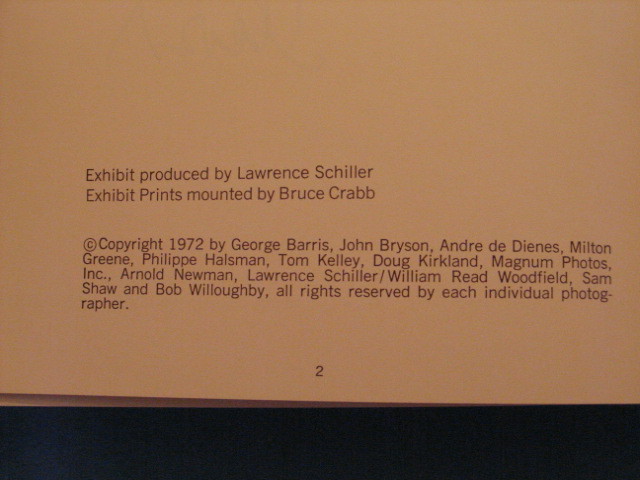 Exhibit produced by Lawrence Schiller
Exhibit Prints mounted by Bruce Crabb
©Copyright 1972 by George Barris, John Bryson, Andre de Dienes, Milton
Greene, Philippe Halsman, Tom Kelley, Doug Kirkland, Magnum Photos,
Inc., Arnold Newman, Lawrence Schiller/William Read Woodfield, Sam
Shaw and Bob Willoughby, all rights reserved by each individual photog-
rapher.
2